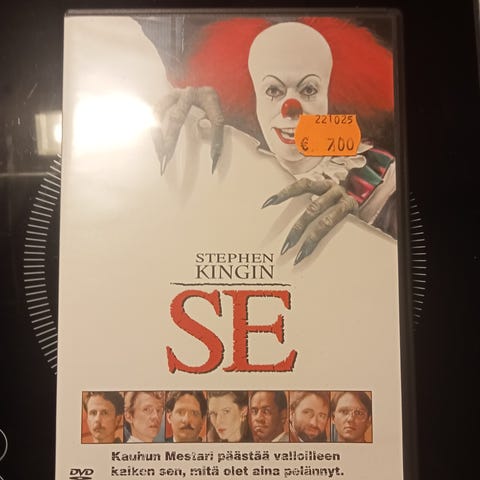 221025
€ 7.00
STEPHEN
KINGIN
SE
Kauhun Mestari päästää valloilleen
kaiken sen, mitä olet aina pelännyt.
DVD